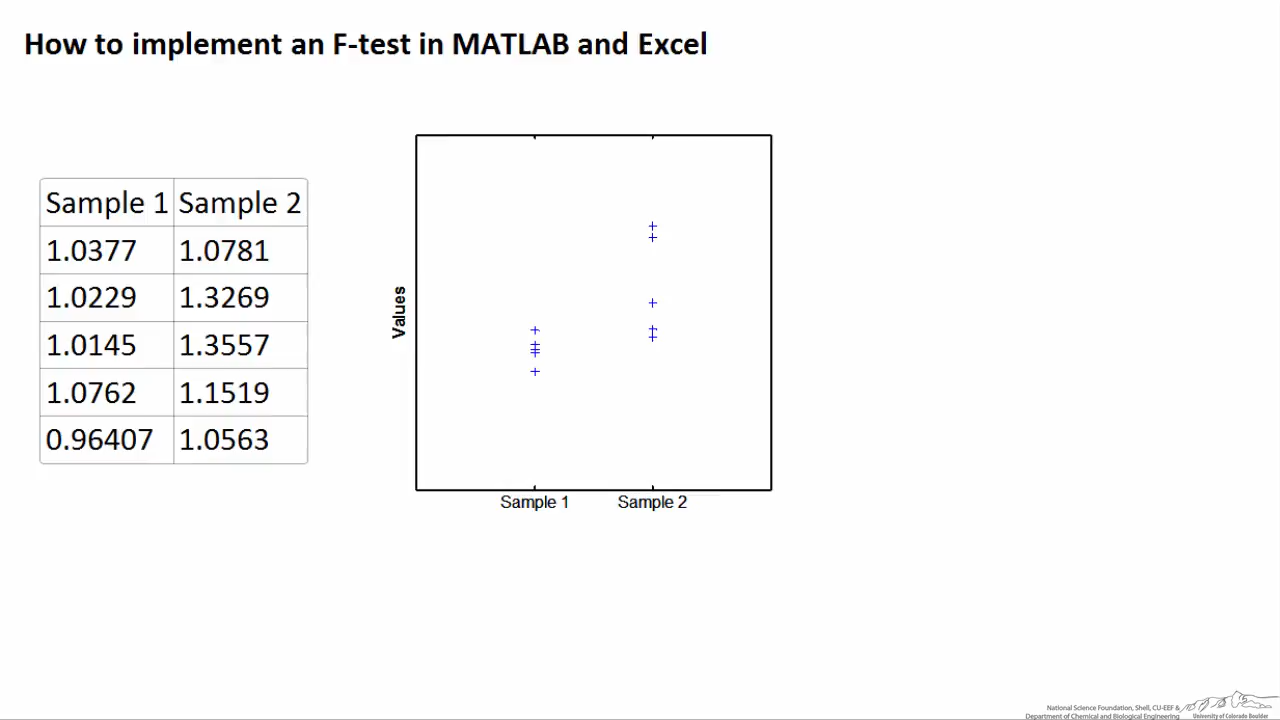 How to implement an F-test in MATLAB and Excel
Sample 1 Sample 2
1.0377 1.0781
1.0229 1.3269
1.0145 1.3557
1.0762 1.1519
0.96407 1.0563
Values
Sample 1 Sample 2
National Science Foundation, Shell, CU-EEF &
Department of Chemical and Biological Engineering
University of Colorado Boulder